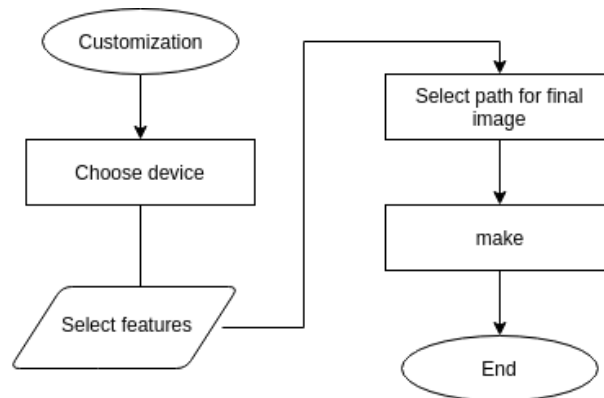 Customization
Choose device
Select features
Select path for final
image
make
End